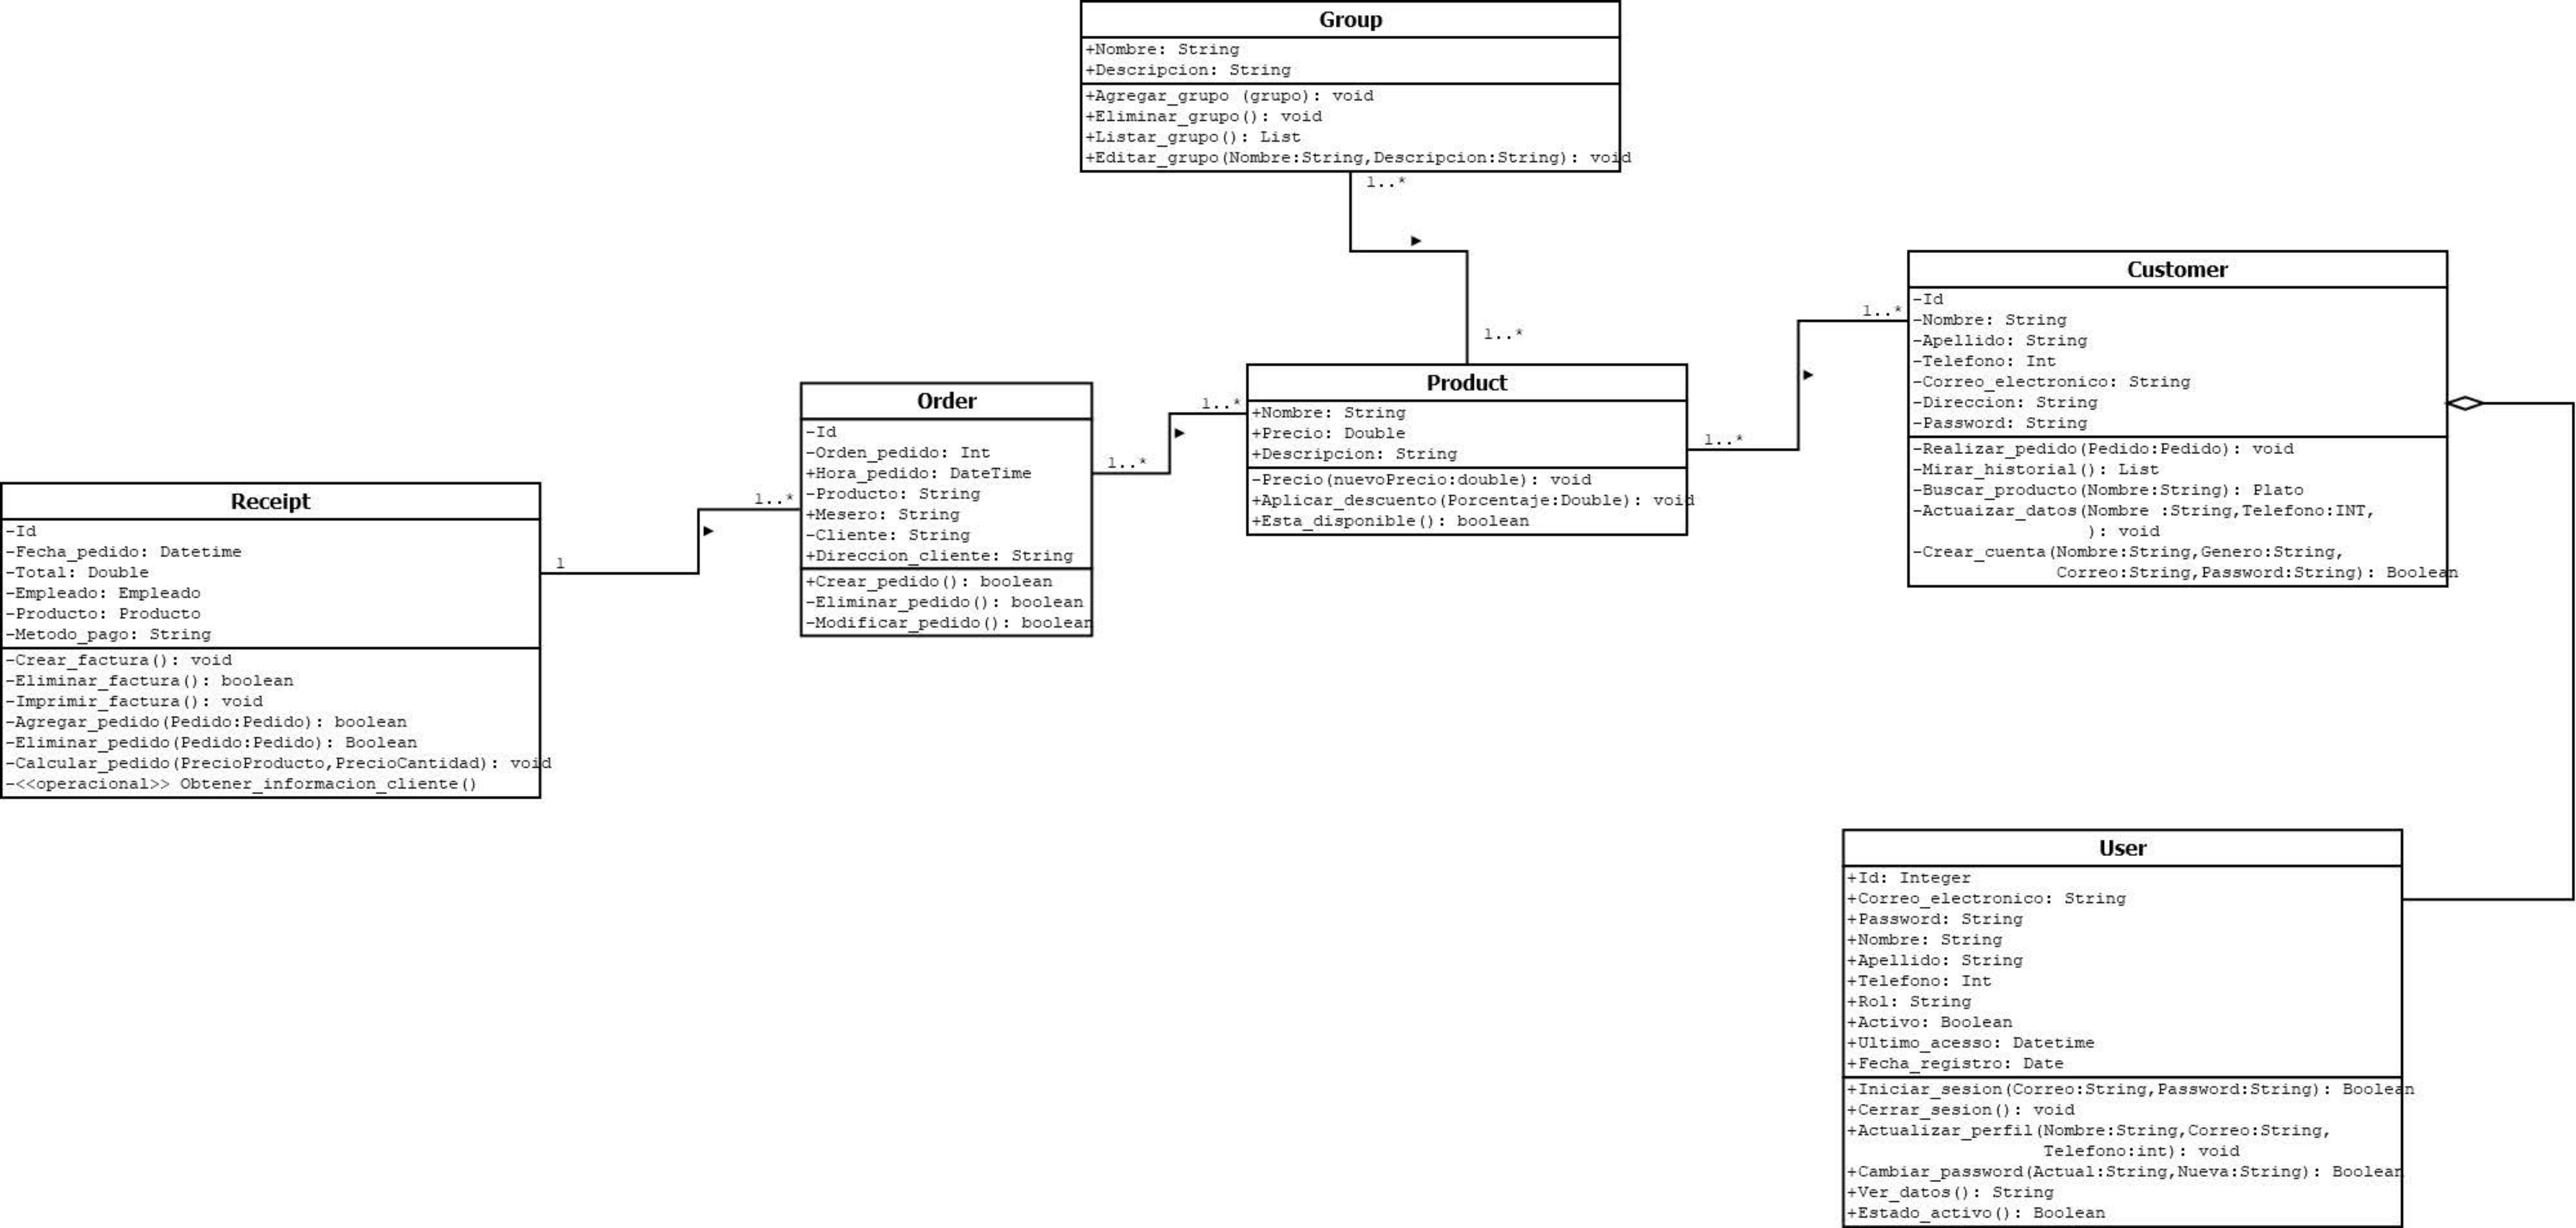 Group
+Nombre: String
+Descripcion: String
+Agregar_grupo (grupo): void
+Eliminar_grupo(): void
+Listar_grupo(): List
+Editar_grupo(Nombre:String,Descripcion:String): void
1..*
1..*
Customer
-Id
-Nombre: String
-Apellido: String
-Telefono: Int
-Correo_electronico: String
-Direccion: String
-Password: String
-Realizar_pedido(Pedido:Pedido): void
-Mirar_historial(): List
-Buscar_producto(Nombre:String): Plato
-Actuaizar_datos(Nombre :String,Telefono:INT,
): void
-Crear_cuenta(Nombre:String,Genero:String,
Correo:String,Password:String): Boolean
1..*
1..*
Product
+Nombre: String
+Precio: Double
+Descripcion: String
-Precio(nuevoPrecio:double): void
+Aplicar_descuento(Porcentaje:Double): void
+Esta_disponible(): boolean
1..*
1..*
Order
-Id
-Orden_pedido: Int
+Hora_pedido: DateTime
-Producto: String
+Mesero: String
-Cliente: String
+Direccion_cliente: String
+Crear_pedido(): boolean
-Eliminar_pedido(): boolean
-Modificar_pedido(): boolean
1..*
1
Receipt
-Id
-Fecha_pedido: Datetime
-Total: Double
-Empleado: Empleado
-Producto: Producto
-Metodo_pago: String
-Crear_factura(): void
-Eliminar_factura(): boolean
-Imprimir_factura(): void
-Agregar_pedido(Pedido:Pedido): boolean
-Eliminar_pedido(Pedido:Pedido): Boolean
-Calcular_pedido(PrecioProducto,PrecioCantidad): void
-<<operacional>> Obtener_informacion_cliente()
User
+Id: Integer
+Correo_electronico: String
+Password: String
+Nombre: String
+Apellido: String
+Telefono: Int
+Rol: String
+Activo: Boolean
+Ultimo_acesso: Datetime
+Fecha_registro: Date
+Iniciar_sesion(Correo:String,Password:String): Boolean
+Cerrar_sesion(): void
+Actualizar_perfil(Nombre:String,Correo:String,
Telefono:int): void
+Cambiar_password(Actual:String,Nueva:String): Boolean
+Ver_datos(): String
+Estado_activo(): Boolean